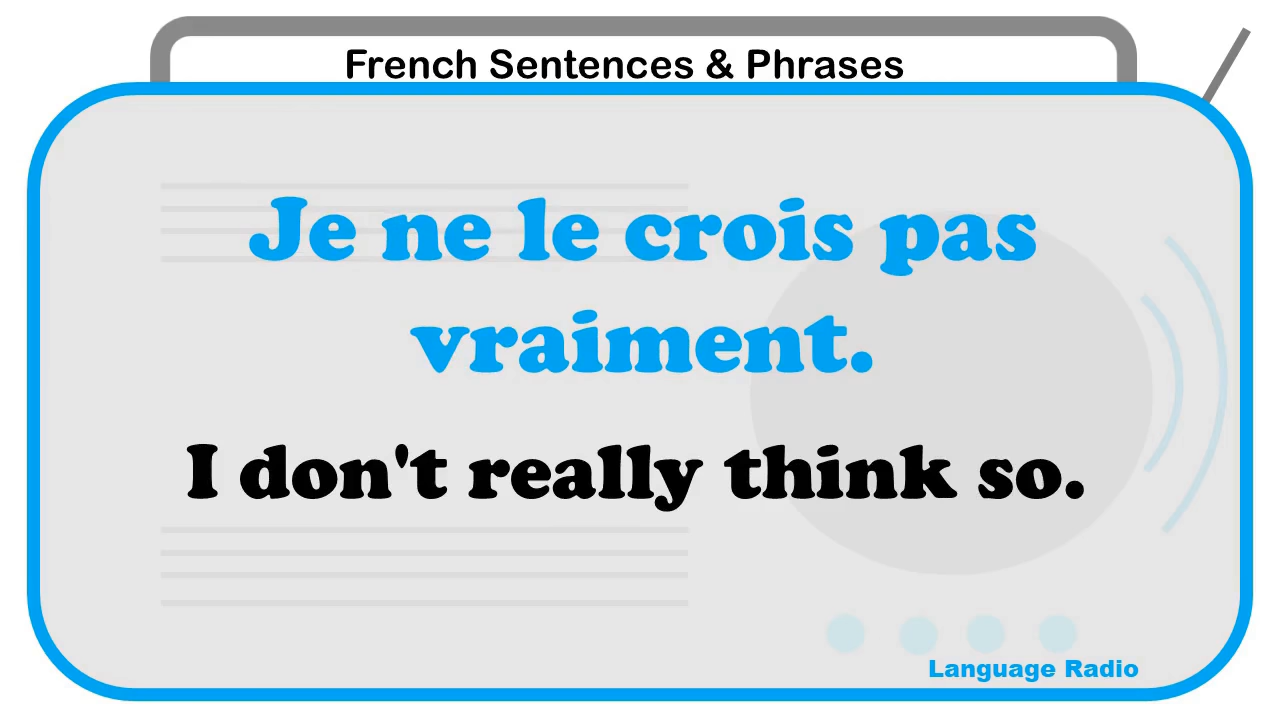 French Sentences & Phrases
Je ne le crois pas
vraiment.
I don't really think so.
Language Radio